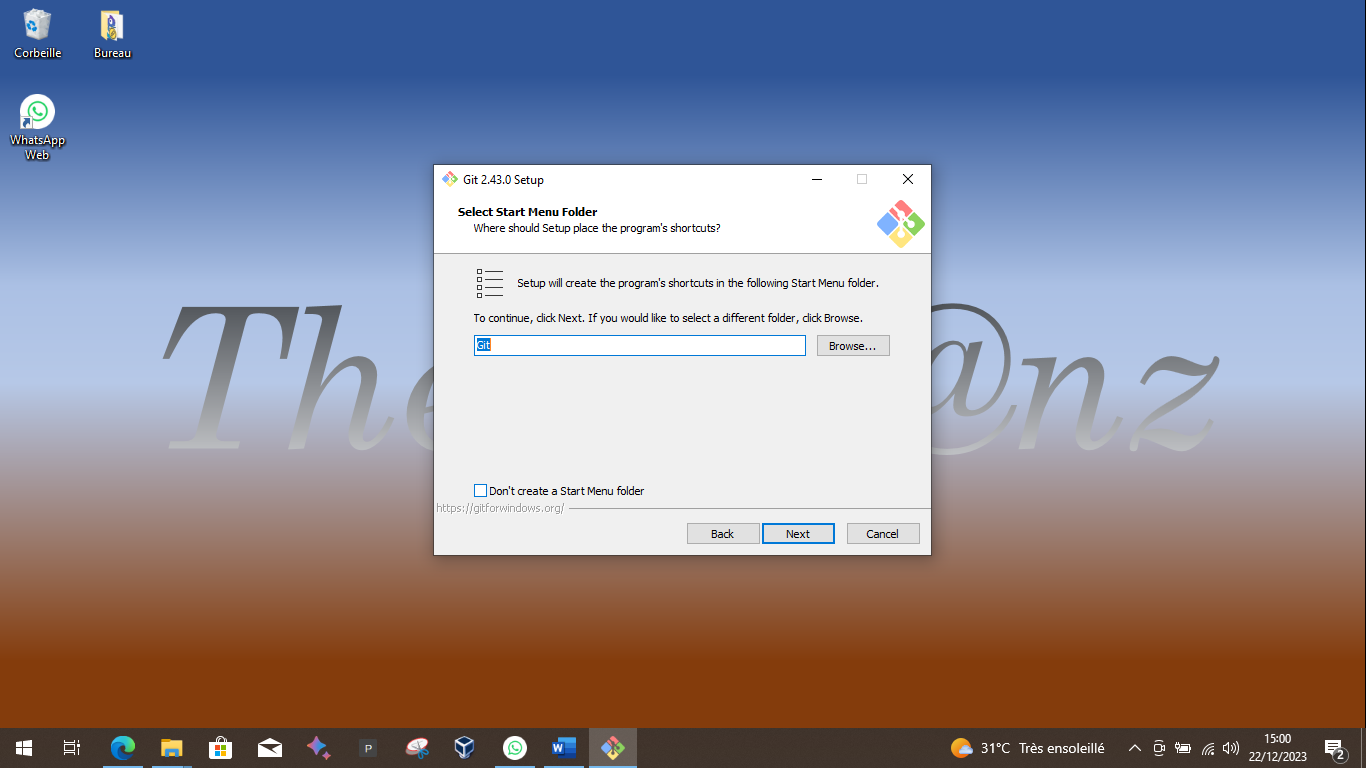 Corbeille
Bureau
WhatsApp
Web
Git 2.43.0 Setup
Select Start Menu Folder
Where should Setup place the program's shortcuts?
Setup will create the program's shortcuts in the following Start Menu folder.
To continue, click Next. If you would like to select a different folder, click Browse.
Git
Browse...
The
@nz
Don't create a Start Menu folder
https://gitforwindows.org/
Back
Next
Cancel
P
31°C Très ensoleillé
15:00
22/12/2023
2